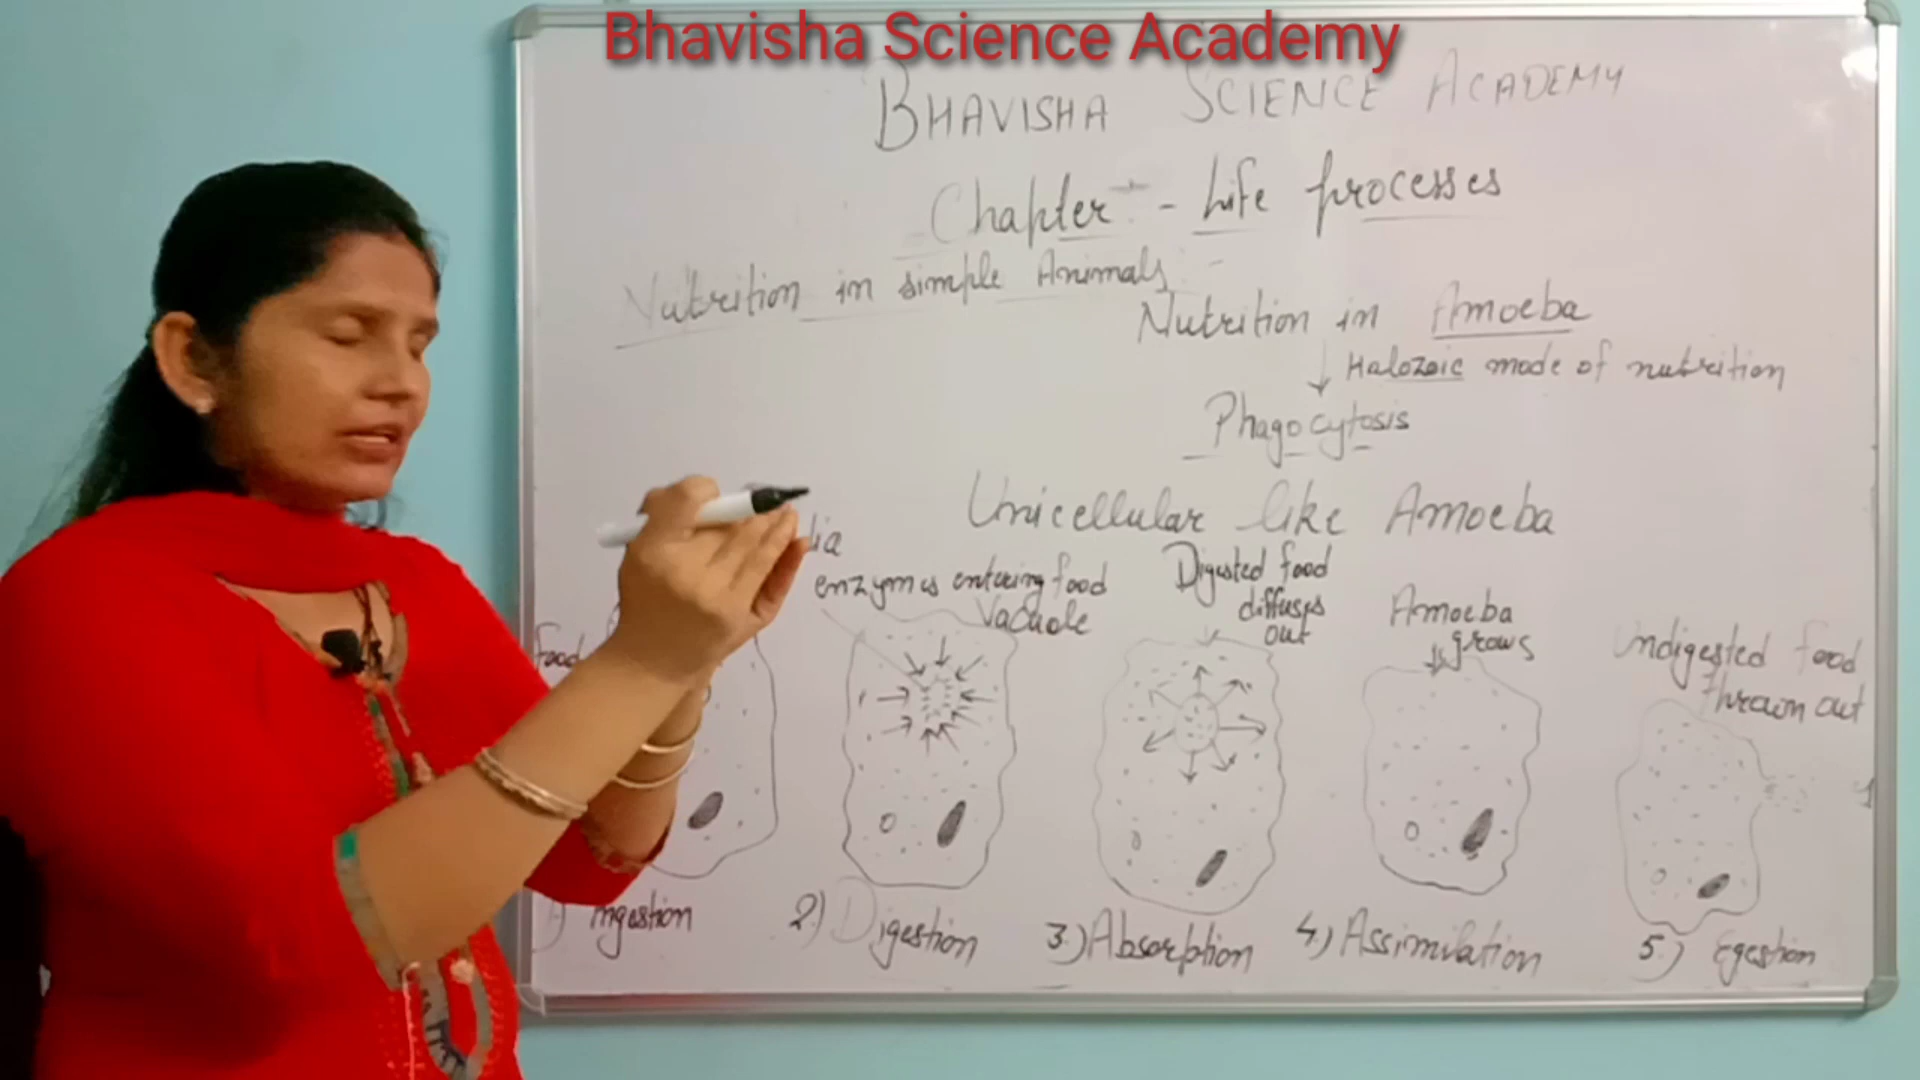 Bhavisha Science Academy
BHAVISHA SCIENCE ACADEMY
Chapter - Life processes
Nutrition in simple Animals
Nutrition in Amoeba
Halozoic mode of nutrition
Phagocytosis
Unicellular like Amoeba
enzymes entering food
Vacuole
Digested food
diffuses
out
Amoeba
grows
Undigested food
thrown out
Food
1) Ingestion
2) Digestion
3.) Absorption
4.) Assimilation
5.) Egestion